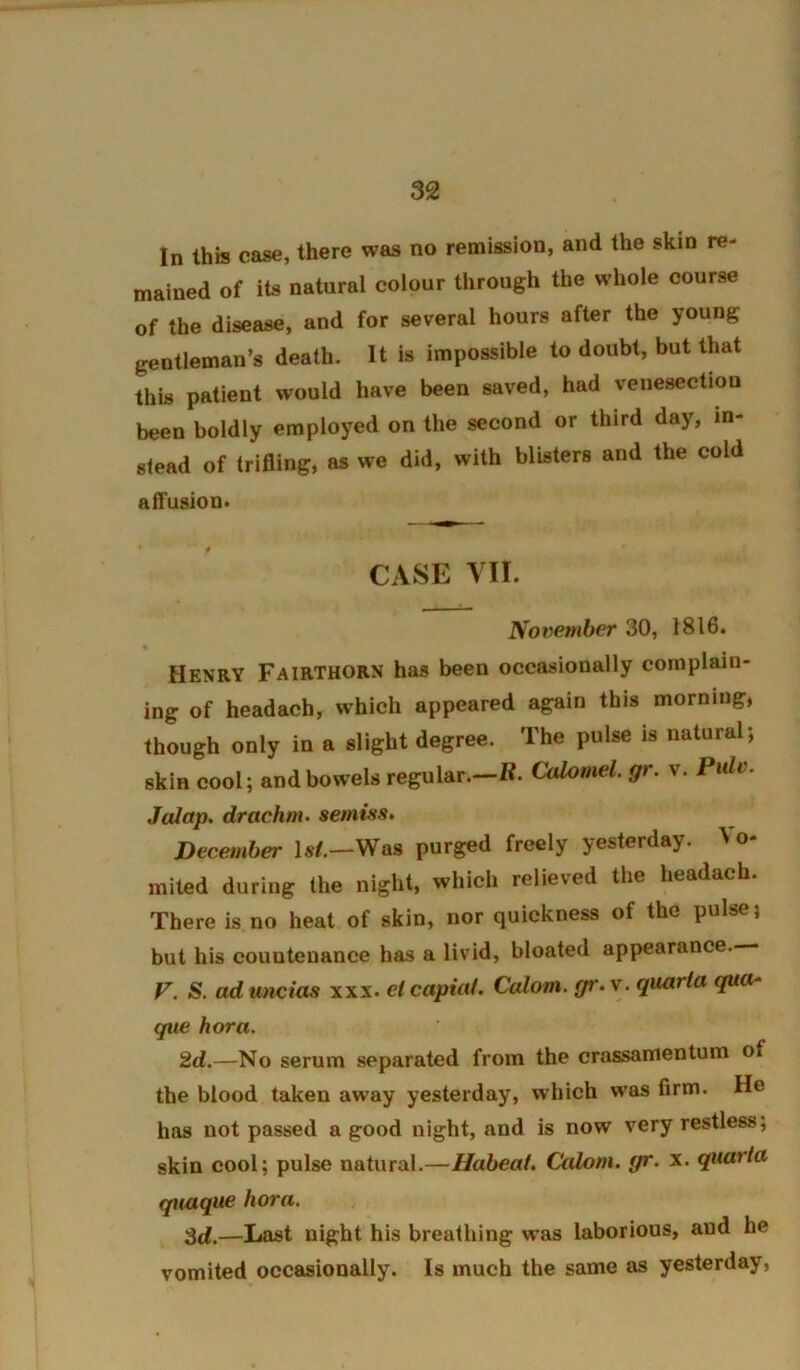 32
In this case, there was no remission, and the skin re-
mained of its natural colour through the whole course
of the disease, and for several hours after the young
gentleman's death. It is impossible to doubt, but that
this patient would have been saved, had venesection
been boldly employed on the second or third day, in-
stead of trifling, as we did, with blisters and the cold
affusion.
CASE VII.
November 30, 1816.
HENRY FAIRTHORN has been occasionally complain-
ing of headach, which appeared again this morning,
though only in a slight degree. The pulse is natural;
skin cool; and bowels regular.—R. Calomel. gr. v. Pulv.
Jalap. drachm. semiss.
December 1st.—Was purged freely yesterday. Vo-
mited during the night, which relieved the headach.
There is no heat of skin, nor quickness of the pulse;
but his countenance has a livid, bloated appearance.—
V. S. ad uncias xxx. et capiat. Calom. gr. v. quarta qua-
que hora.
2d.—No serum separated from the crassamentum of
the blood taken away yesterday, which was firm. He
has not passed a good night, and is now very restless;
skin cool; pulse natural.—Habeat. Calom. gr. x. quarta
quaque hora.
3d.—Last night his breathing was laborious, and he
vomited occasionally. Is much the same as yesterday,